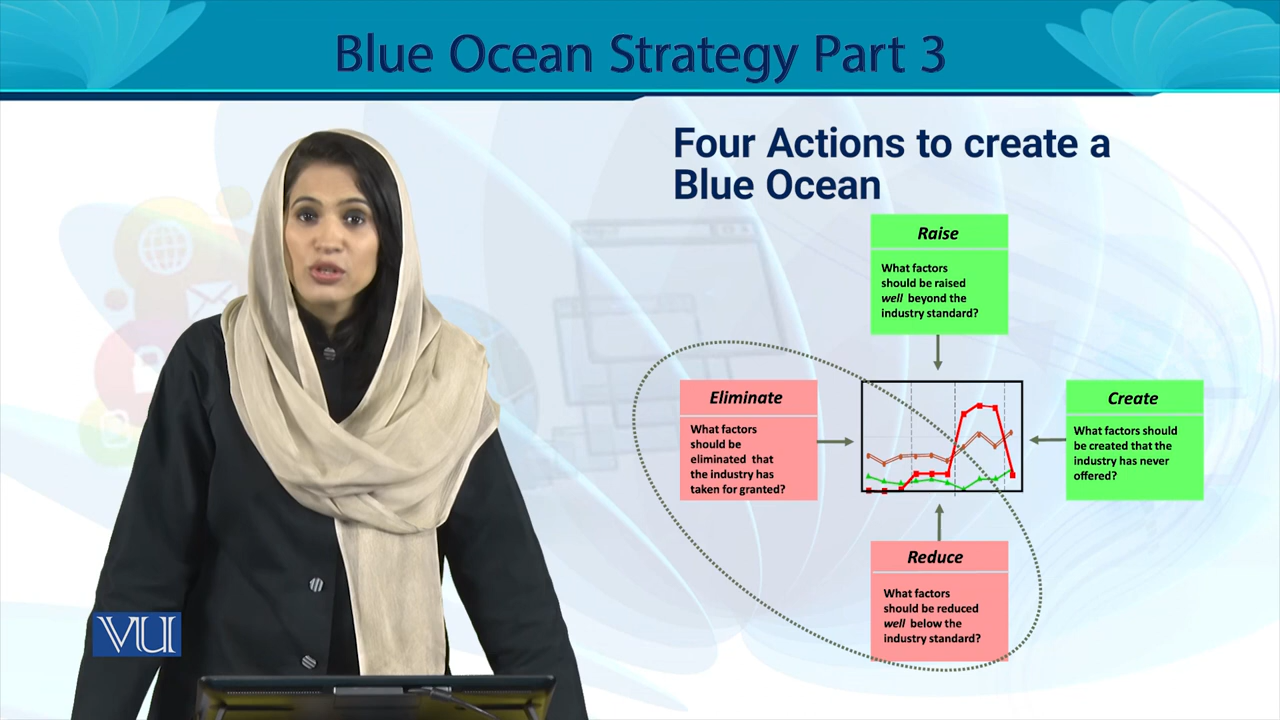 Blue Ocean Strategy Part 3
Four Actions to create a
Blue Ocean
Raise
What factors
should be raised
well beyond the
industry standard?
Eliminate
What factors
should be
eliminated that
the industry has
taken for granted?
Create
What factors should
be created that the
industry has never
offered?
Reduce
What factors
should be reduced
well below the
industry standard?
VU